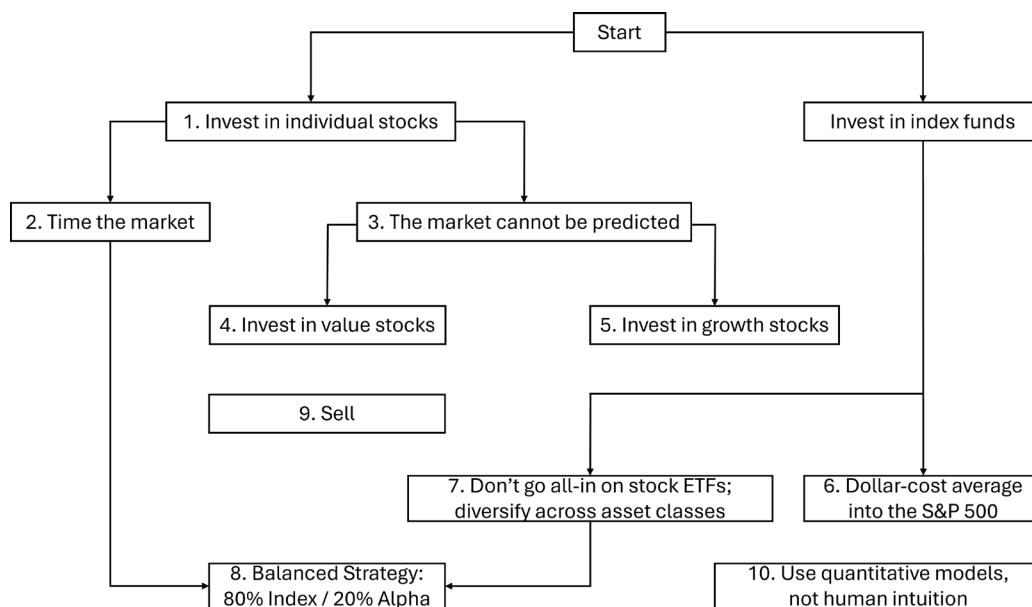 Start
1. Invest in individual stocks
Invest in index funds
2. Time the market
3. The market cannot be predicted
4. Invest in value stocks
5. Invest in growth stocks
9. Sell
7. Don’t go all-in on stock ETFs;
diversify across asset classes
6. Dollar-cost average
into the S&P 500
8. Balanced Strategy:
80% Index / 20% Alpha
10. Use quantitative models,
not human intuition